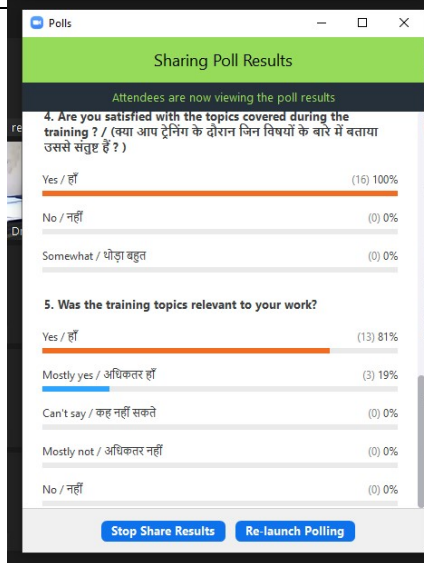 Polls
Sharing Poll Results
Attendees are now viewing the poll results
4. Are you satisfied with the topics covered during the
training ? / (क्या आप ट्रेनिंग के दौरान जिन विषयों के बारे में बताया
उससे संतुष्ट हैं ? )
Yes / हाँ (16) 100%
No / नहीं (0) 0%
Somewhat / थोड़ा बहुत (0) 0%
5. Was the training topics relevant to your work?
Yes / हाँ (13) 81%
Mostly yes / अधिकतर हाँ (3) 19%
Can't say / कह नहीं सकते (0) 0%
Mostly not / अधिकतर नहीं (0) 0%
No / नहीं (0) 0%
Stop Share Results Re-launch Polling